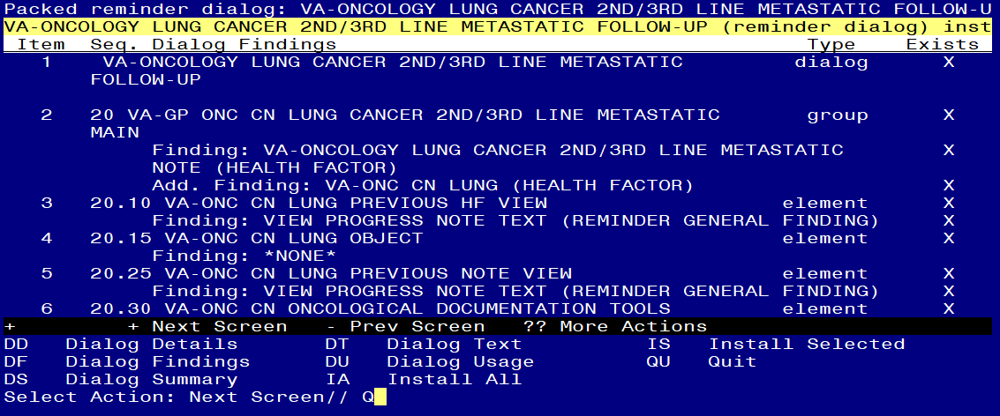 Packed reminder dialog: VA-ONCOLOGY LUNG CANCER 2ND/3RD LINE METASTATIC FOLLOW-U
VA-ONCOLOGY LUNG CANCER 2ND/3RD LINE METASTATIC FOLLOW-UP (reminder dialog) inst
Item Seq. Dialog Findings Type Exists
1 VA-ONCOLOGY LUNG CANCER 2ND/3RD LINE METASTATIC dialog X
FOLLOW-UP
2 20 VA-GP ONC CN LUNG CANCER 2ND/3RD LINE METASTATIC group X
MAIN
Finding: VA-ONCOLOGY LUNG CANCER 2ND/3RD LINE METASTATIC X
NOTE (HEALTH FACTOR)
Add. Finding: VA-ONC CN LUNG (HEALTH FACTOR) X
3 20.10 VA-ONC CN LUNG PREVIOUS HF VIEW element X
Finding: VIEW PROGRESS NOTE TEXT (REMINDER GENERAL FINDING) X
4 20.15 VA-ONC CN LUNG OBJECT element X
Finding: *NONE*
5 20.25 VA-ONC CN LUNG PREVIOUS NOTE VIEW element X
Finding: VIEW PROGRESS NOTE TEXT (REMINDER GENERAL FINDING) X
6 20.30 VA-ONC CN ONCOLOGICAL DOCUMENTATION TOOLS element X
+ + Next Screen - Prev Screen ?? More Actions
DD Dialog Details DT Dialog Text IS Install Selected
DF Dialog Findings DU Dialog Usage QU Quit
DS Dialog Summary IA Install All
Select Action: Next Screen// Q